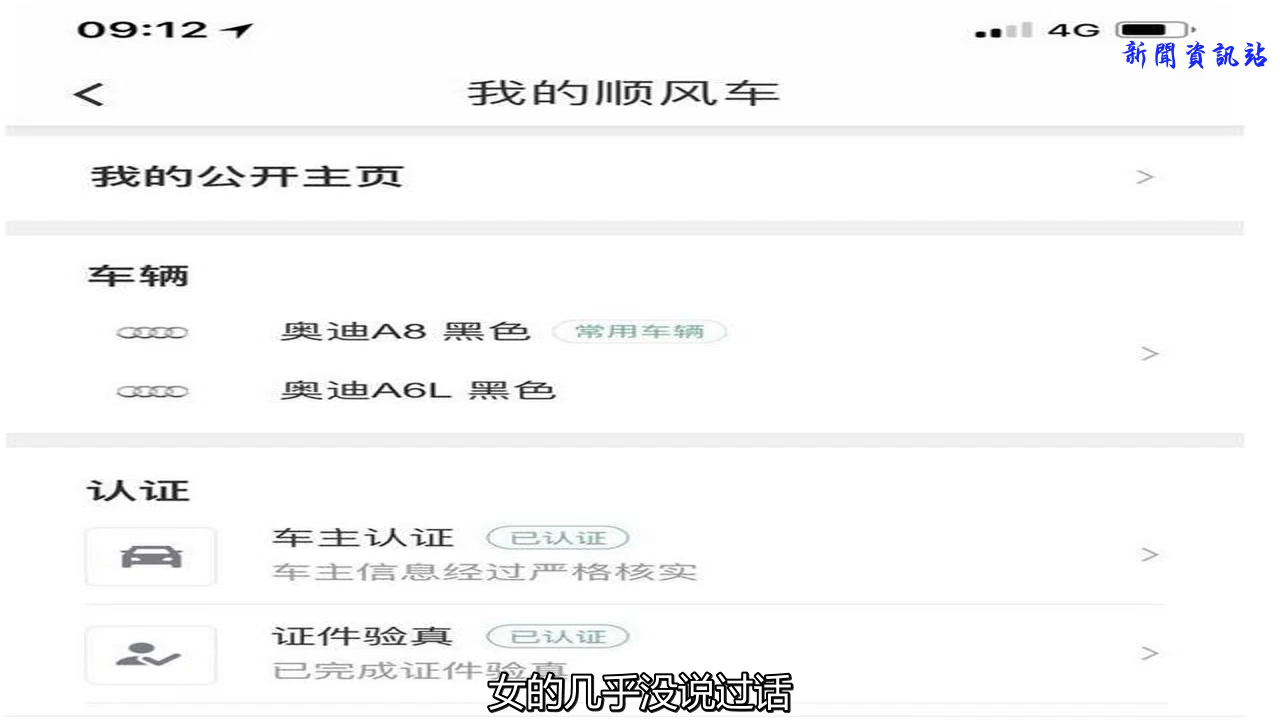 09:12
4G
新聞資訊站
我的顺风车
我的公开主页
车辆
奥迪A8 黑色 常用车辆
奥迪A6L 黑色
认证
车主认证 已认证
车主信息经过严格核实
证件验真 已认证
已完成证件验真
女的几乎没说过话